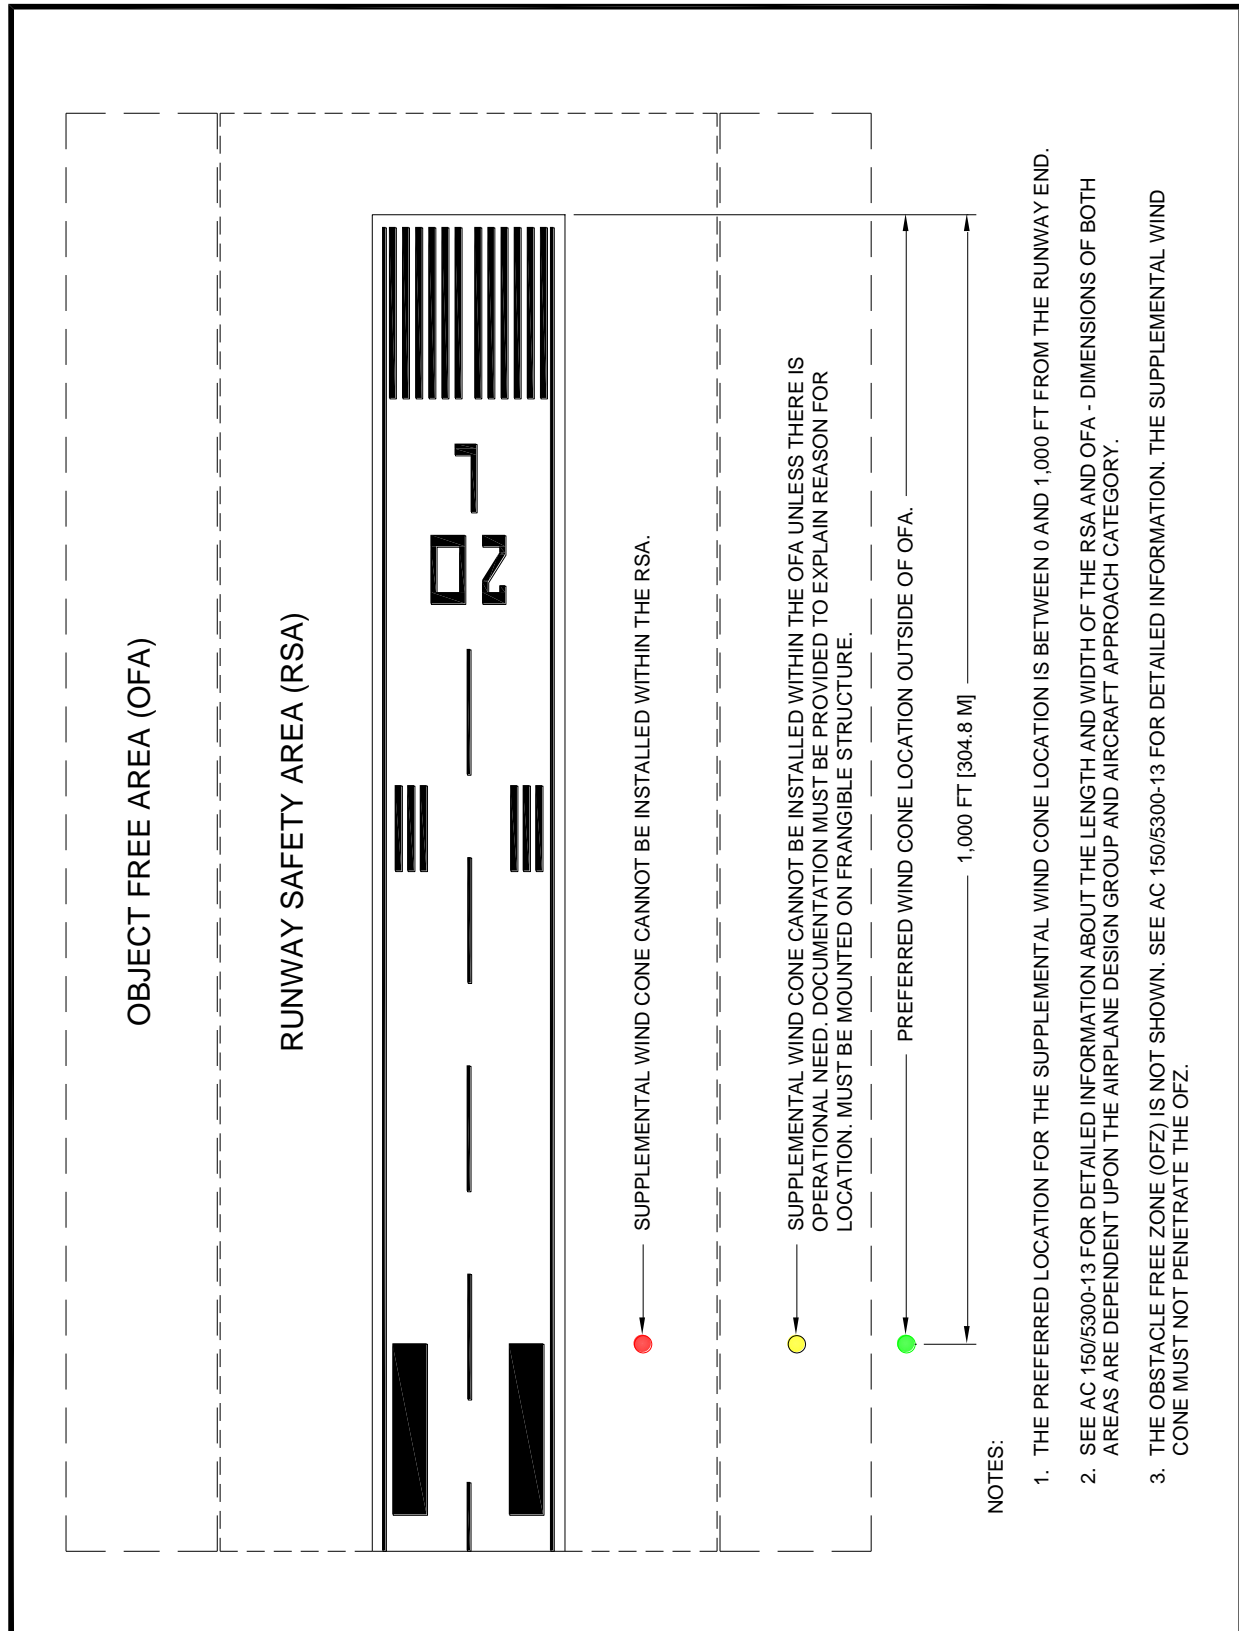 OBJECT FREE AREA (OFA)
RUNWAY SAFETY AREA (RSA)
20
L
SUPPLEMENTAL WIND CONE CANNOT BE INSTALLED WITHIN THE RSA.
SUPPLEMENTAL WIND CONE CANNOT BE INSTALLED WITHIN THE OFA UNLESS THERE IS
OPERATIONAL NEED. DOCUMENTATION MUST BE PROVIDED TO EXPLAIN REASON FOR
LOCATION. MUST BE MOUNTED ON FRANGIBLE STRUCTURE.
PREFERRED WIND CONE LOCATION OUTSIDE OF OFA.
1,000 FT [304.8 M]
NOTES:
1. THE PREFERRED LOCATION FOR THE SUPPLEMENTAL WIND CONE LOCATION IS BETWEEN 0 AND 1,000 FT FROM THE RUNWAY END.
2. SEE AC 150/5300-13 FOR DETAILED INFORMATION ABOUT THE LENGTH AND WIDTH OF THE RSA AND OFA - DIMENSIONS OF BOTH
AREAS ARE DEPENDENT UPON THE AIRPLANE DESIGN GROUP AND AIRCRAFT APPROACH CATEGORY.
3. THE OBSTACLE FREE ZONE (OFZ) IS NOT SHOWN. SEE AC 150/5300-13 FOR DETAILED INFORMATION. THE SUPPLEMENTAL WIND
CONE MUST NOT PENETRATE THE OFZ.